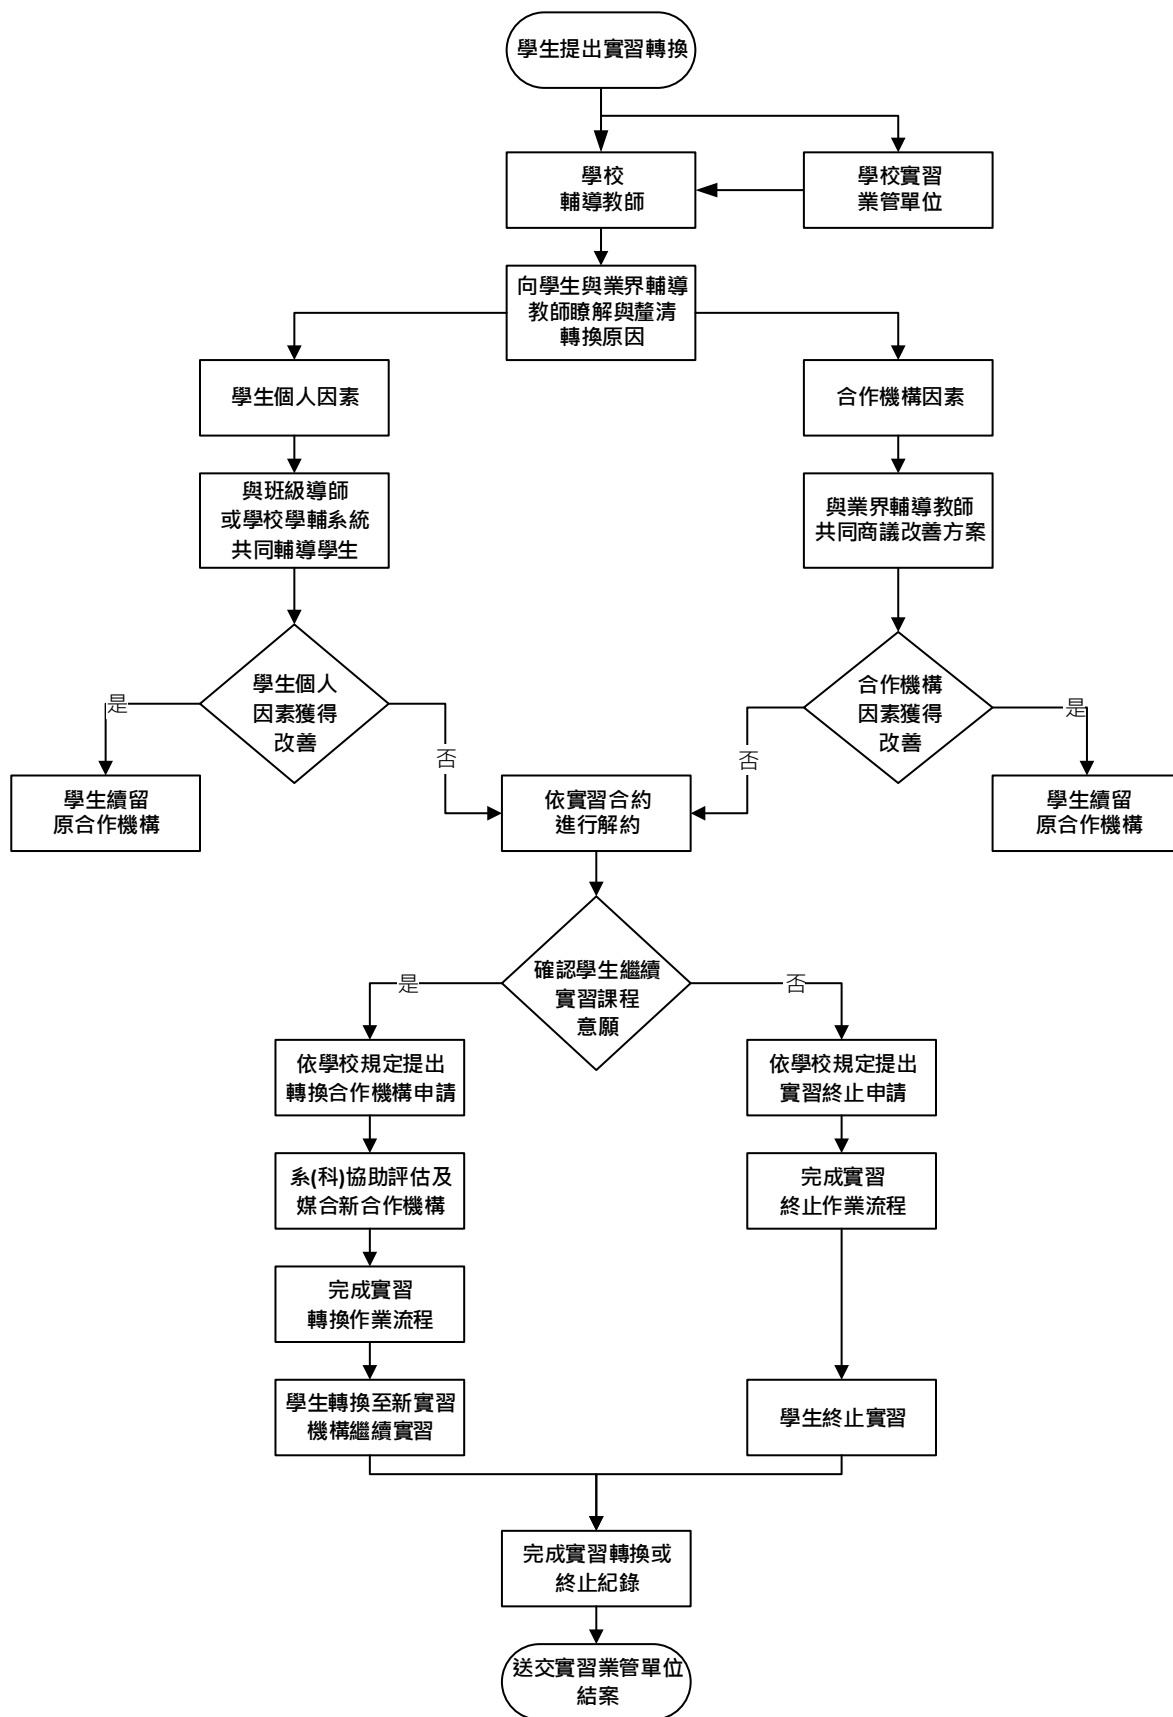 學生提出實習轉換
學校
輔導教師
學校實習
業管單位
向學生與業界輔導
教師瞭解與釐清
轉換原因
學生個人因素
合作機構因素
與班級導師
或學校學輔系統
共同輔導學生
與業界輔導教師
共同商議改善方案
學生個人
因素獲得
改善
合作機構
因素獲得
改善
是
否
否
是
學生續留
原合作機構
依實習合約
進行解約
學生續留
原合作機構
確認學生繼續
實習課程
意願
是
否
依學校規定提出
轉換合作機構申請
依學校規定提出
實習終止申請
系(科)協助評估及
媒合新合作機構
完成實習
終止作業流程
完成實習
轉換作業流程
學生轉換至新實習
機構繼續實習
學生終止實習
完成實習轉換或
終止紀錄
送交實習業管單位
結案